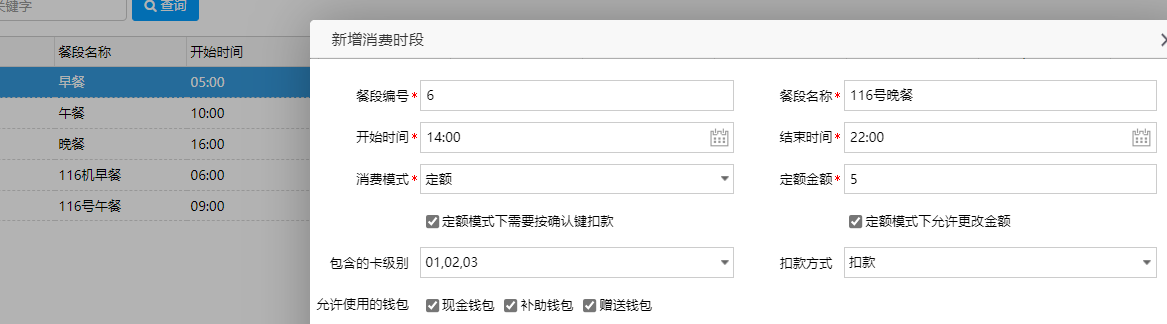 关键字 查询
餐段名称 开始时间
早餐 05:00
午餐 10:00
晚餐 16:00
116机早餐 06:00
116号午餐 09:00
新增消费时段
餐段编号* 6 餐段名称* 116号晚餐
开始时间* 14:00 结束时间* 22:00
消费模式* 定额 定额金额* 5
定额模式下需要按确认键扣款 定额模式下允许更改金额
包含的卡级别 01,02,03 扣款方式 扣款
允许使用的钱包 现金钱包 补助钱包 赠送钱包